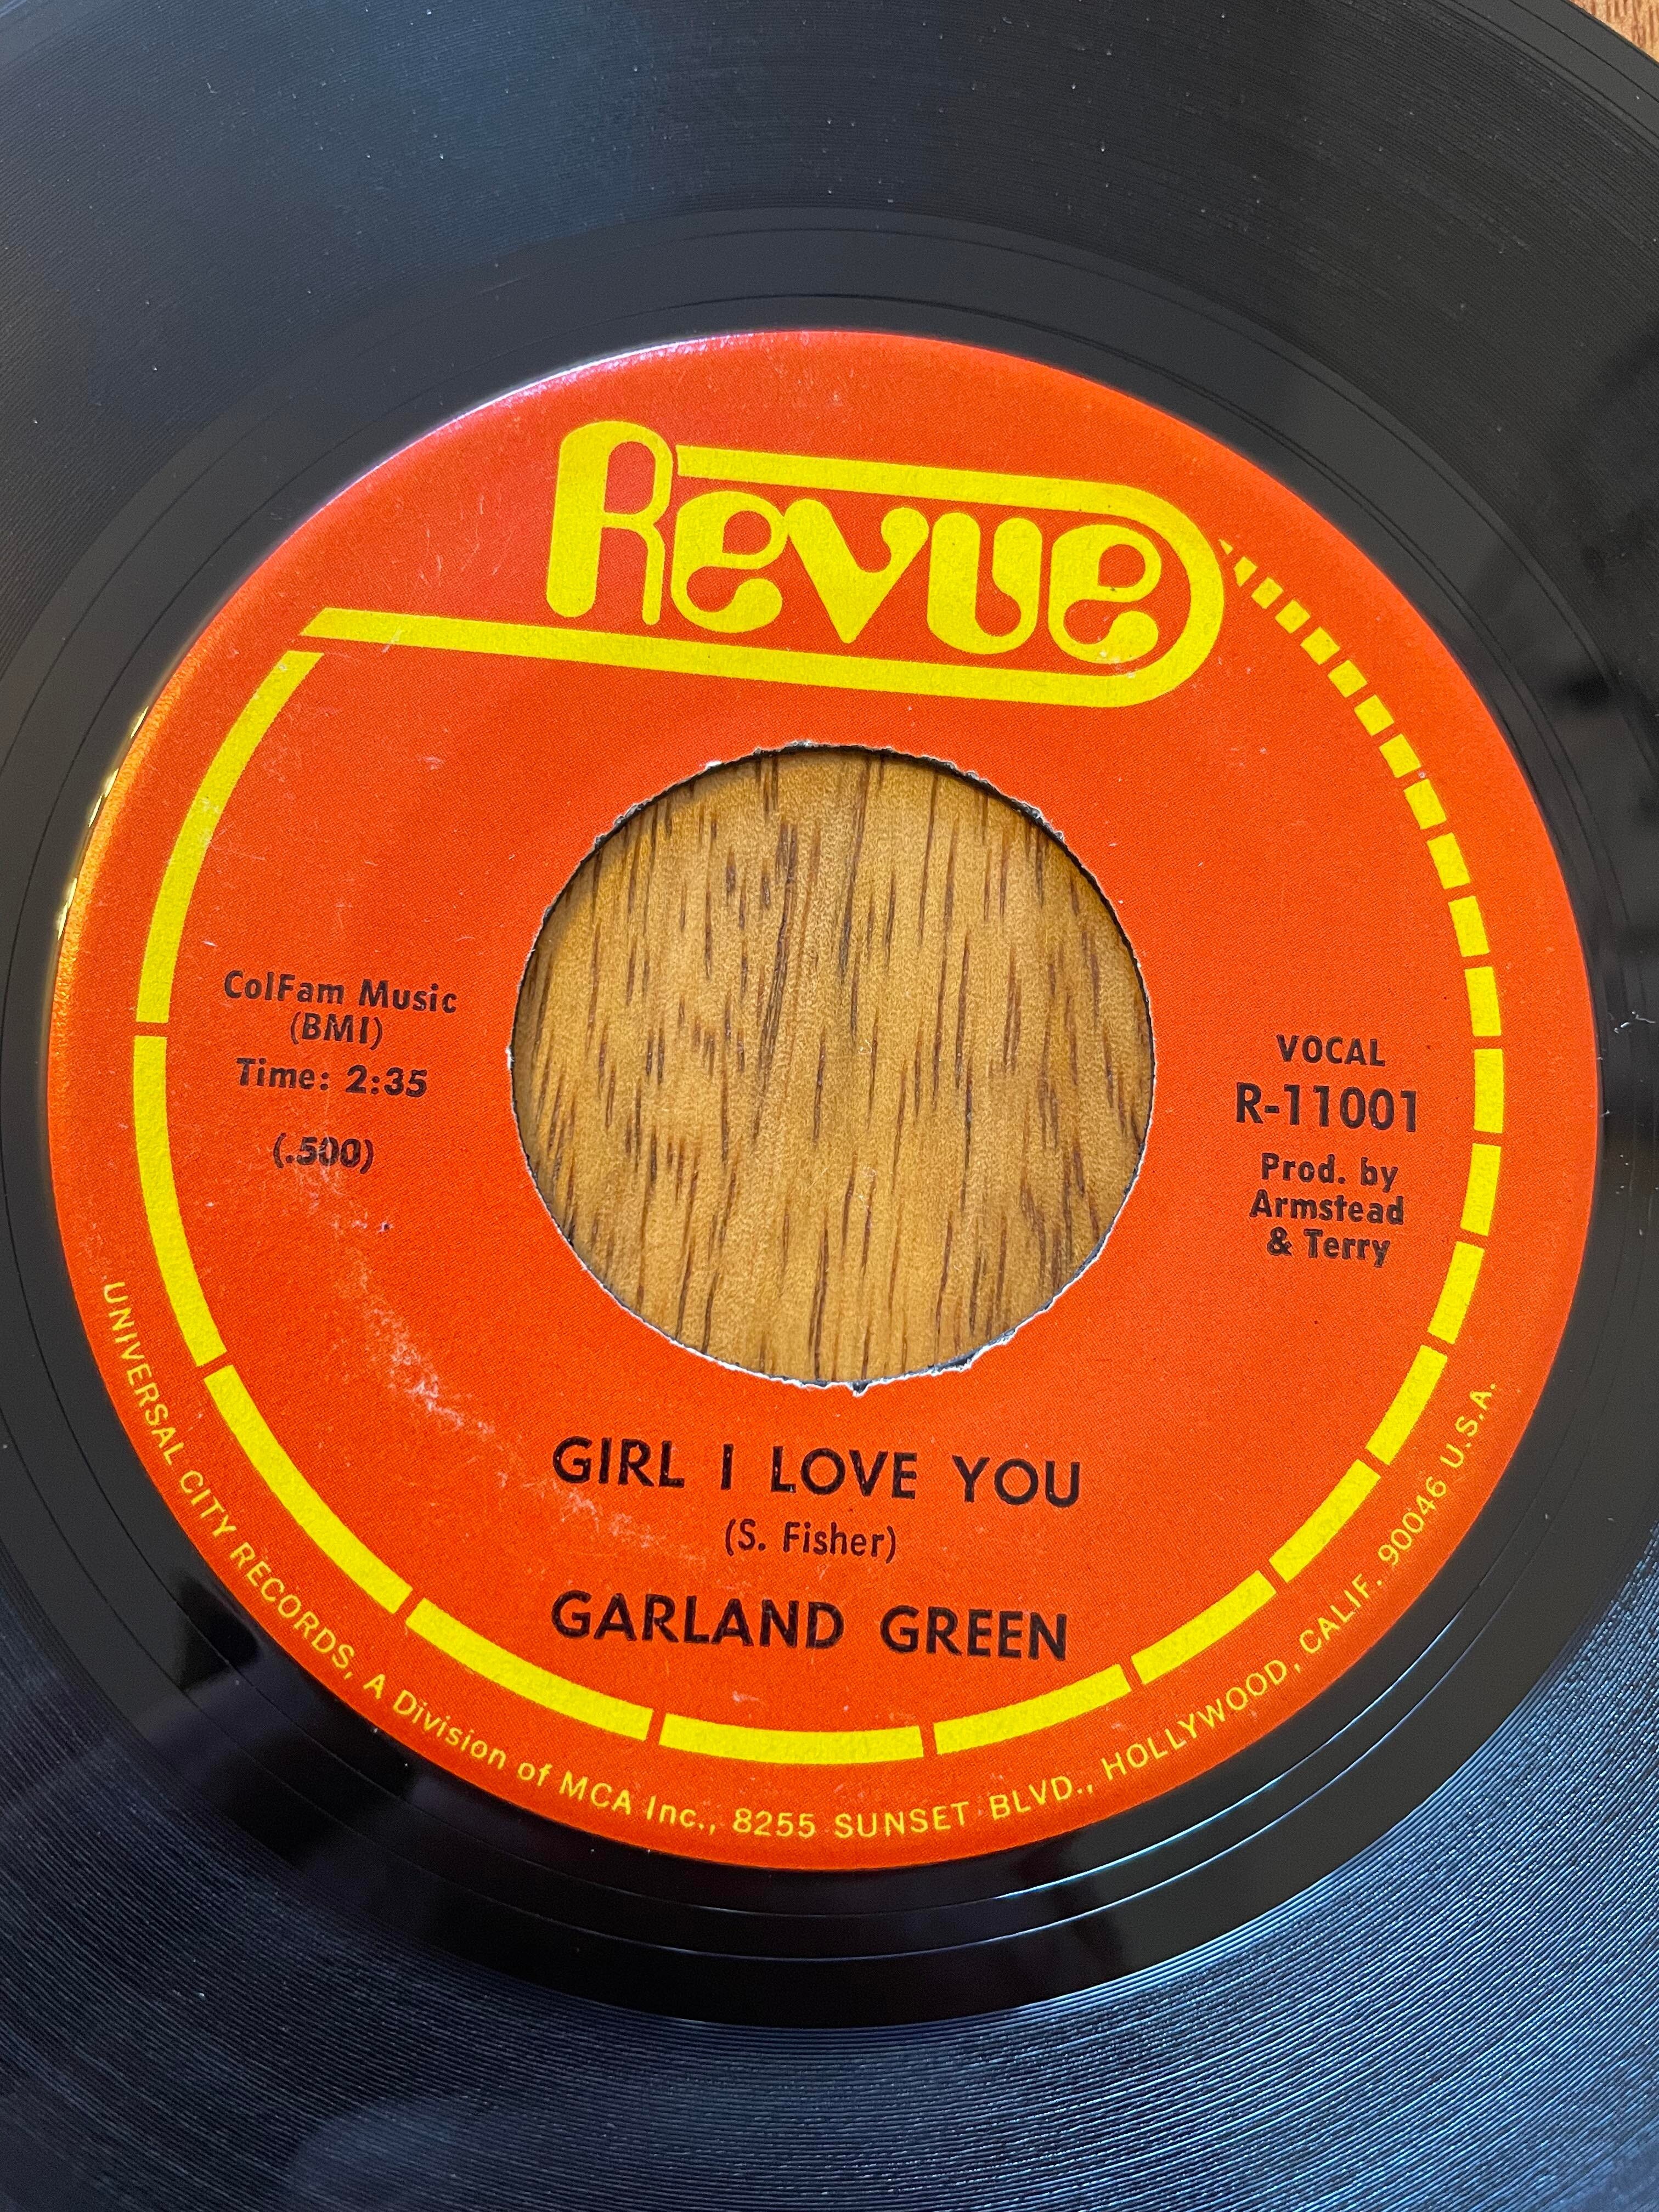 Revue
ColFam Music
(BMI)
Time: 2:35
(.500)
VOCAL
R-11001
Prod. by
Armstead
& Terry
GIRL I LOVE YOU
(S. Fisher)
GARLAND GREEN
UNIVERSAL CITY RECORDS, A Division of MCA Inc., 8255 SUNSET BLVD., HOLLYWOOD, CALIF. 90046 U.S.A.